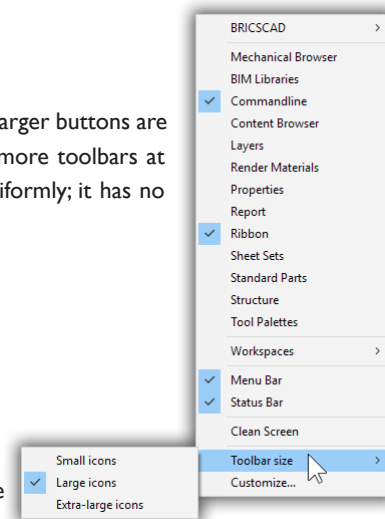 BRICSCAD
Mechanical Browser
BIM Libraries
Commandline
Content Browser
Layers
Render Materials
Properties
Report
Ribbon
Sheet Sets
Standard Parts
Structure
Tool Palettes
Workspaces
Menu Bar
Status Bar
Clean Screen
Toolbar size
Customize...
Small icons
Large icons
Extra-large icons
arger buttons are
more toolbars at
iformly; it has no